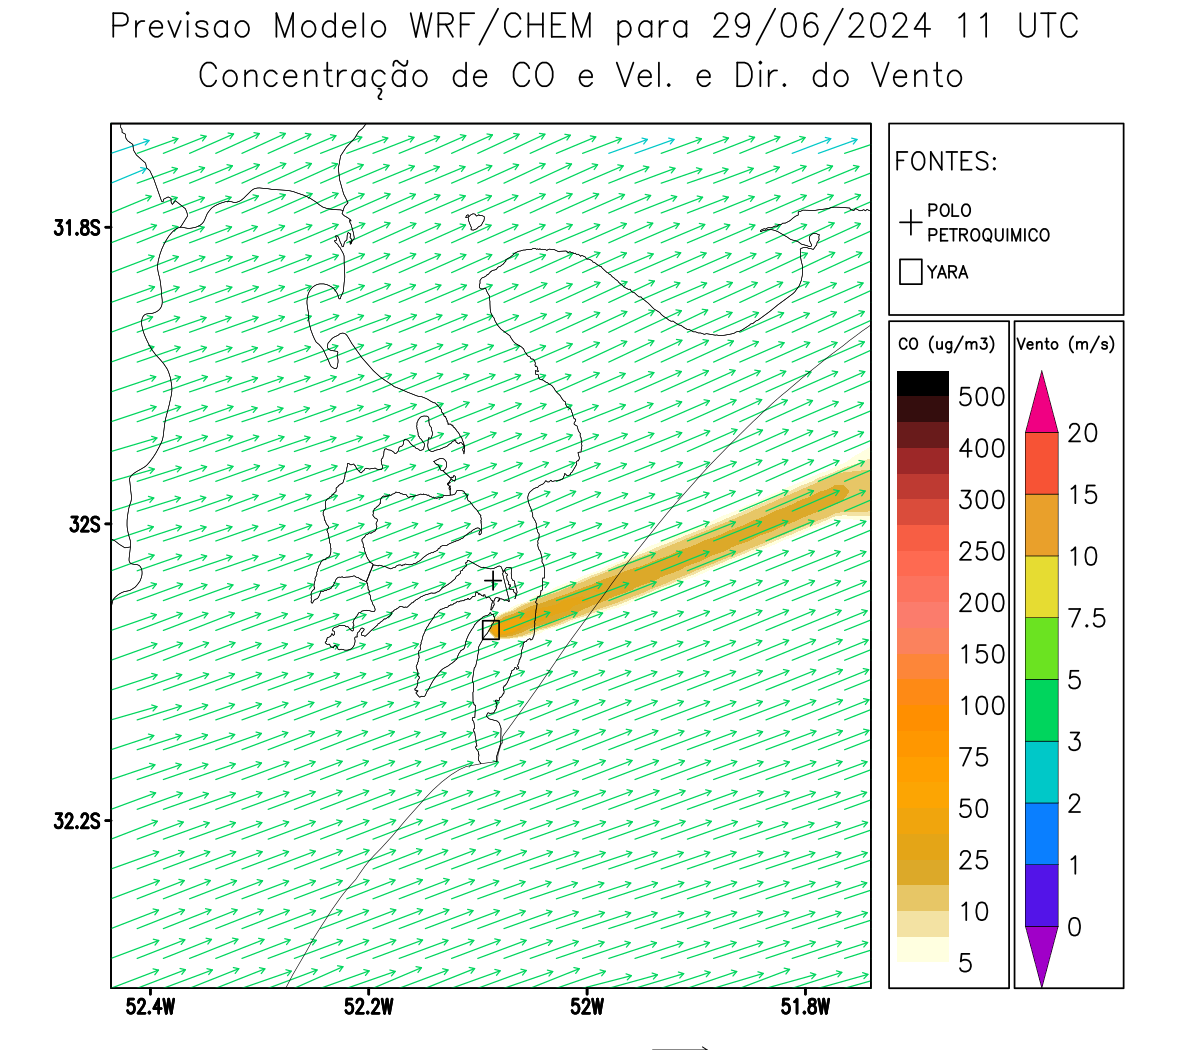 Previsao Modelo WRF/CHEM para 29/06/2024 11 UTC
Concentração de CO e Vel. e Dir. do Vento
FONTES:
POLO
PETROQUIMICO
YARA
CO (ug/m3)
500
400
300
250
200
150
100
75
50
25
10
5
Vento (m/s)
20
15
10
7.5
5
3
2
1
0
31.8S
32S
32.2S
52.4W
52.2W
52W
51.8W